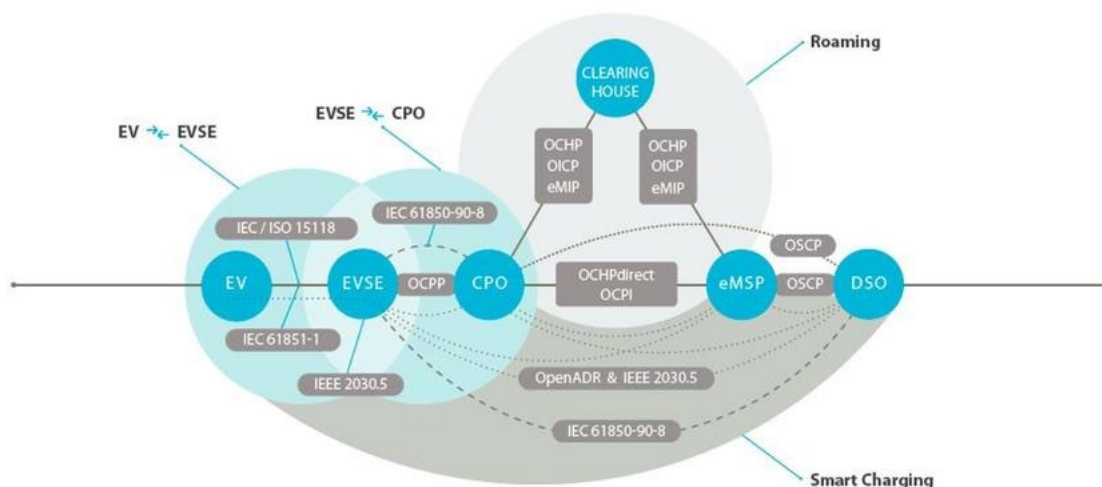 Roaming
CLEARING
HOUSE
EVSE CPO
EV EVSE
OCHP
OICP
eMIP
OCHP
OICP
eMIP
IEC 61850-90-8
IEC / ISO 15118
OSCP
EV
EVSE
OCPP
CPO
OCHPdirect
OCPI
eMSP
OSCP
DSO
IEC 61851-1
IEEE 2030.5
OpenADR & IEEE 2030.5
IEC 61850-90-8
Smart Charging